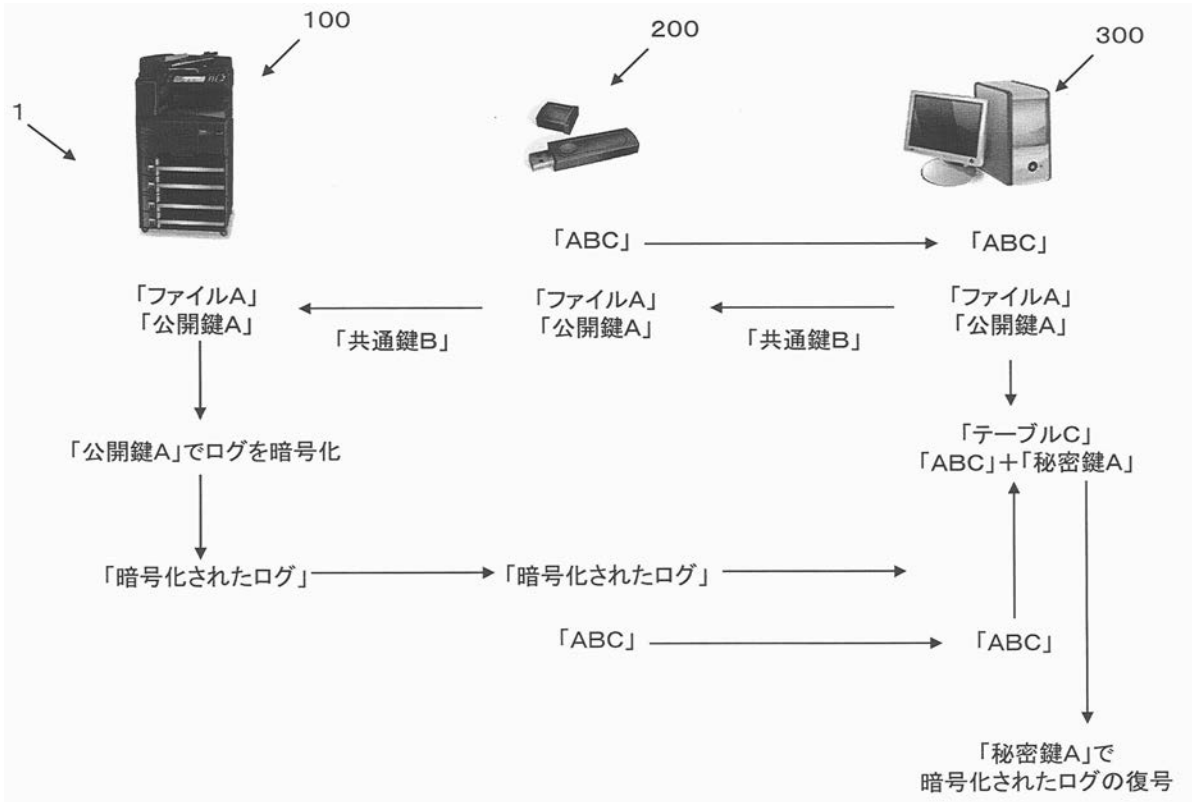 100
200
300
1
「ABC」
「ABC」
「ファイルA」
「公開鍵A」
「共通鍵B」
「ファイルA」
「公開鍵A」
「共通鍵B」
「ファイルA」
「公開鍵A」
「公開鍵A」でログを暗号化
「テーブルC」
「ABC」+「秘密鍵A」
「暗号化されたログ」
「暗号化されたログ」
「ABC」
「ABC」
「秘密鍵A」で
暗号化されたログの復号